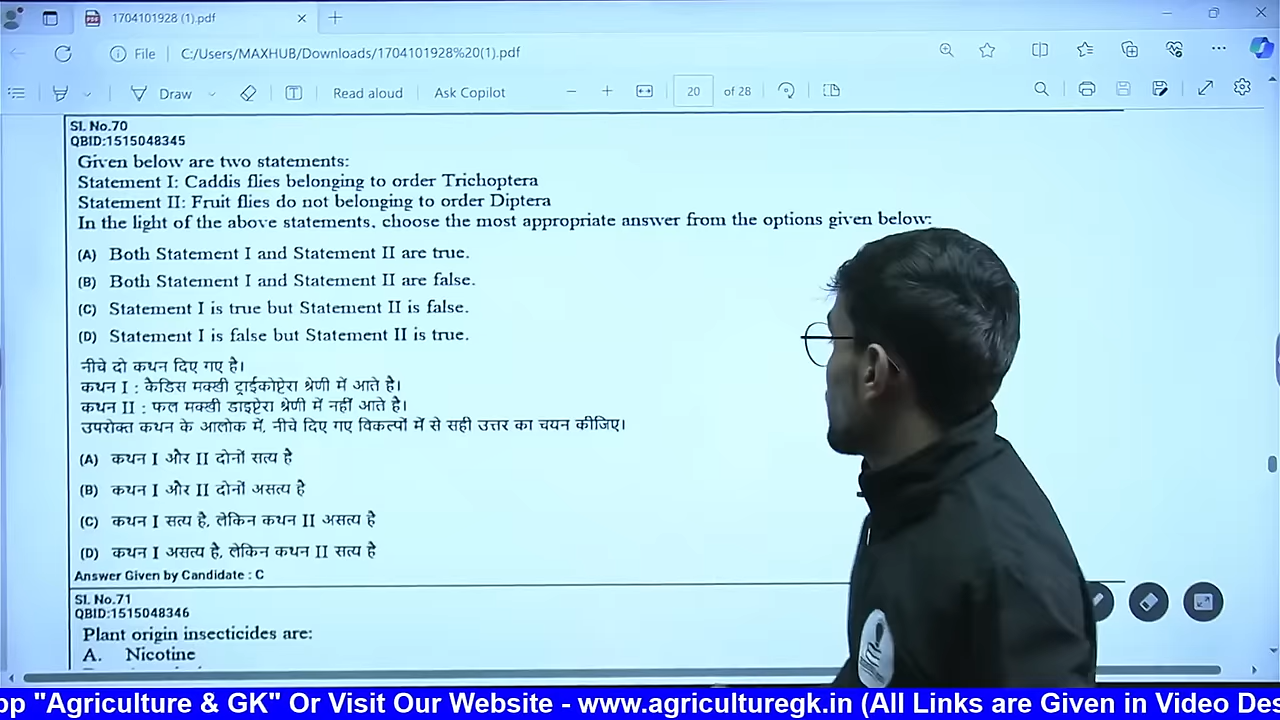 1704101928 (1).pdf
File C:/Users/MAXHUB/Downloads/1704101928%20(1).pdf
Draw Read aloud Ask Copilot 20 of 28
SI. No.70
QBID:1515048345
Given below are two statements:
Statement I: Caddis flies belonging to order Trichoptera
Statement II: Fruit flies do not belonging to order Diptera
In the light of the above statements, choose the most appropriate answer from the options given below:
(A) Both Statement I and Statement II are true.
(B) Both Statement I and Statement II are false.
(C) Statement I is true but Statement II is false.
(D) Statement I is false but Statement II is true.
नीचे दो कथन दिए गए है।
कथन I : कैडिस मक्खी ट्राईकोप्टेरा श्रेणी में आते है।
कथन II : फल मक्खी डाइप्टेरा श्रेणी में नहीं आते है।
उपरोक्त कथन के आलोक में, नीचे दिए गए विकल्पों में से सही उत्तर का चयन कीजिए।
(A) कथन I और II दोनों सत्य है
(B) कथन I और II दोनों असत्य है
(C) कथन I सत्य है, लेकिन कथन II असत्य है
(D) कथन I असत्य है, लेकिन कथन II सत्य है
Answer Given by Candidate : C
SI. No.71
QBID:1515048346
Plant origin insecticides are:
A. Nicotine
pp "Agriculture & GK" Or Visit Our Website - www.agriculturegk.in (All Links are Given in Video Des